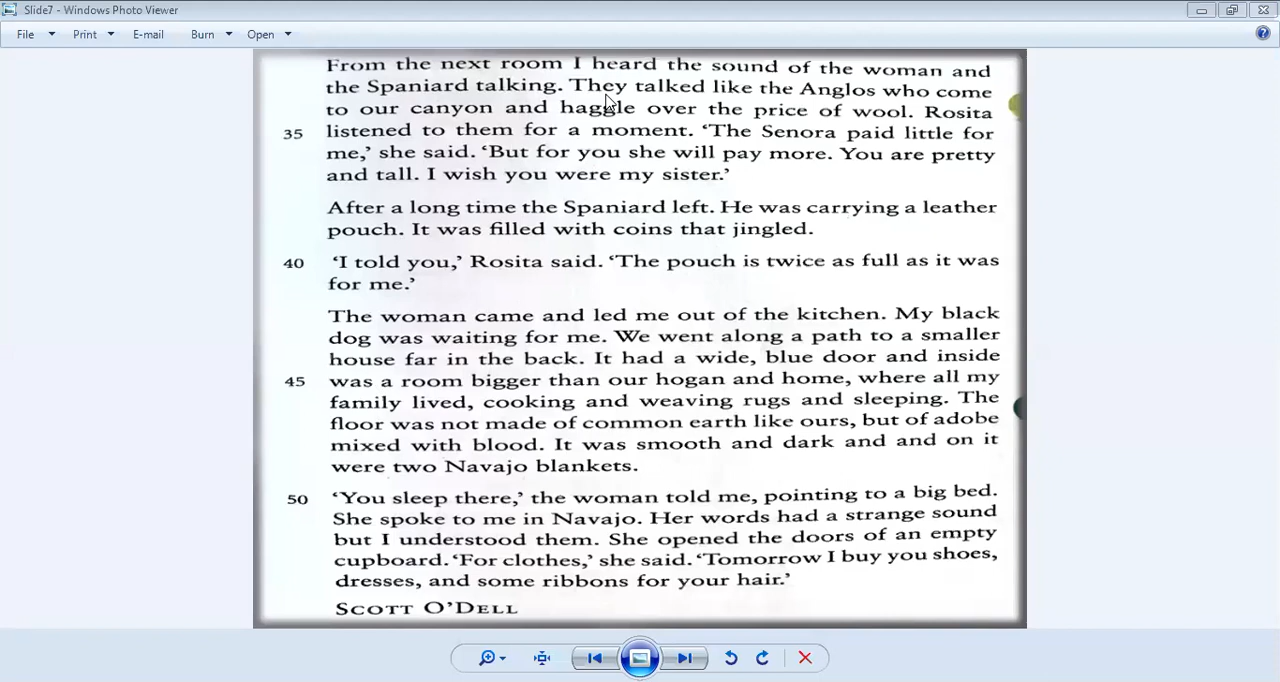 Slide7 - Windows Photo Viewer
File Print E-mail Burn Open
From the next room I heard the sound of the woman and
the Spaniard talking. They talked like the Anglos who come
to our canyon and haggle over the price of wool. Rosita
35 listened to them for a moment. ‘The Senora paid little for
me,’ she said. ‘But for you she will pay more. You are pretty
and tall. I wish you were my sister.’
After a long time the Spaniard left. He was carrying a leather
pouch. It was filled with coins that jingled.
40 ‘I told you,’ Rosita said. ‘The pouch is twice as full as it was
for me.’
The woman came and led me out of the kitchen. My black
dog was waiting for me. We went along a path to a smaller
house far in the back. It had a wide, blue door and inside
45 was a room bigger than our hogan and home, where all my
family lived, cooking and weaving rugs and sleeping. The
floor was not made of common earth like ours, but of adobe
mixed with blood. It was smooth and dark and and on it
were two Navajo blankets.
50 ‘You sleep there,’ the woman told me, pointing to a big bed.
She spoke to me in Navajo. Her words had a strange sound
but I understood them. She opened the doors of an empty
cupboard. ‘For clothes,’ she said. ‘Tomorrow I buy you shoes,
dresses, and some ribbons for your hair.’
SCOTT O’DELL